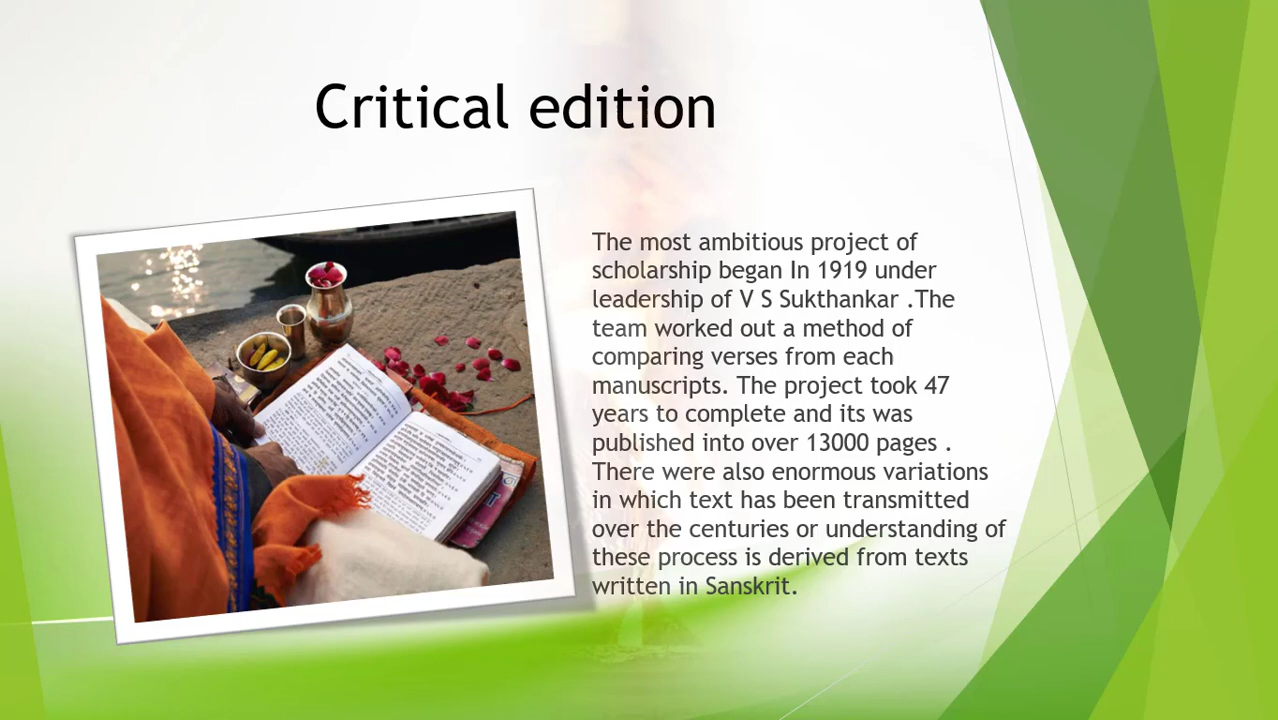 Critical edition
The most ambitious project of
scholarship began In 1919 under
leadership of V S Sukthankar .The
team worked out a method of
comparing verses from each
manuscripts. The project took 47
years to complete and its was
published into over 13000 pages .
There were also enormous variations
in which text has been transmitted
over the centuries or understanding of
these process is derived from texts
written in Sanskrit.